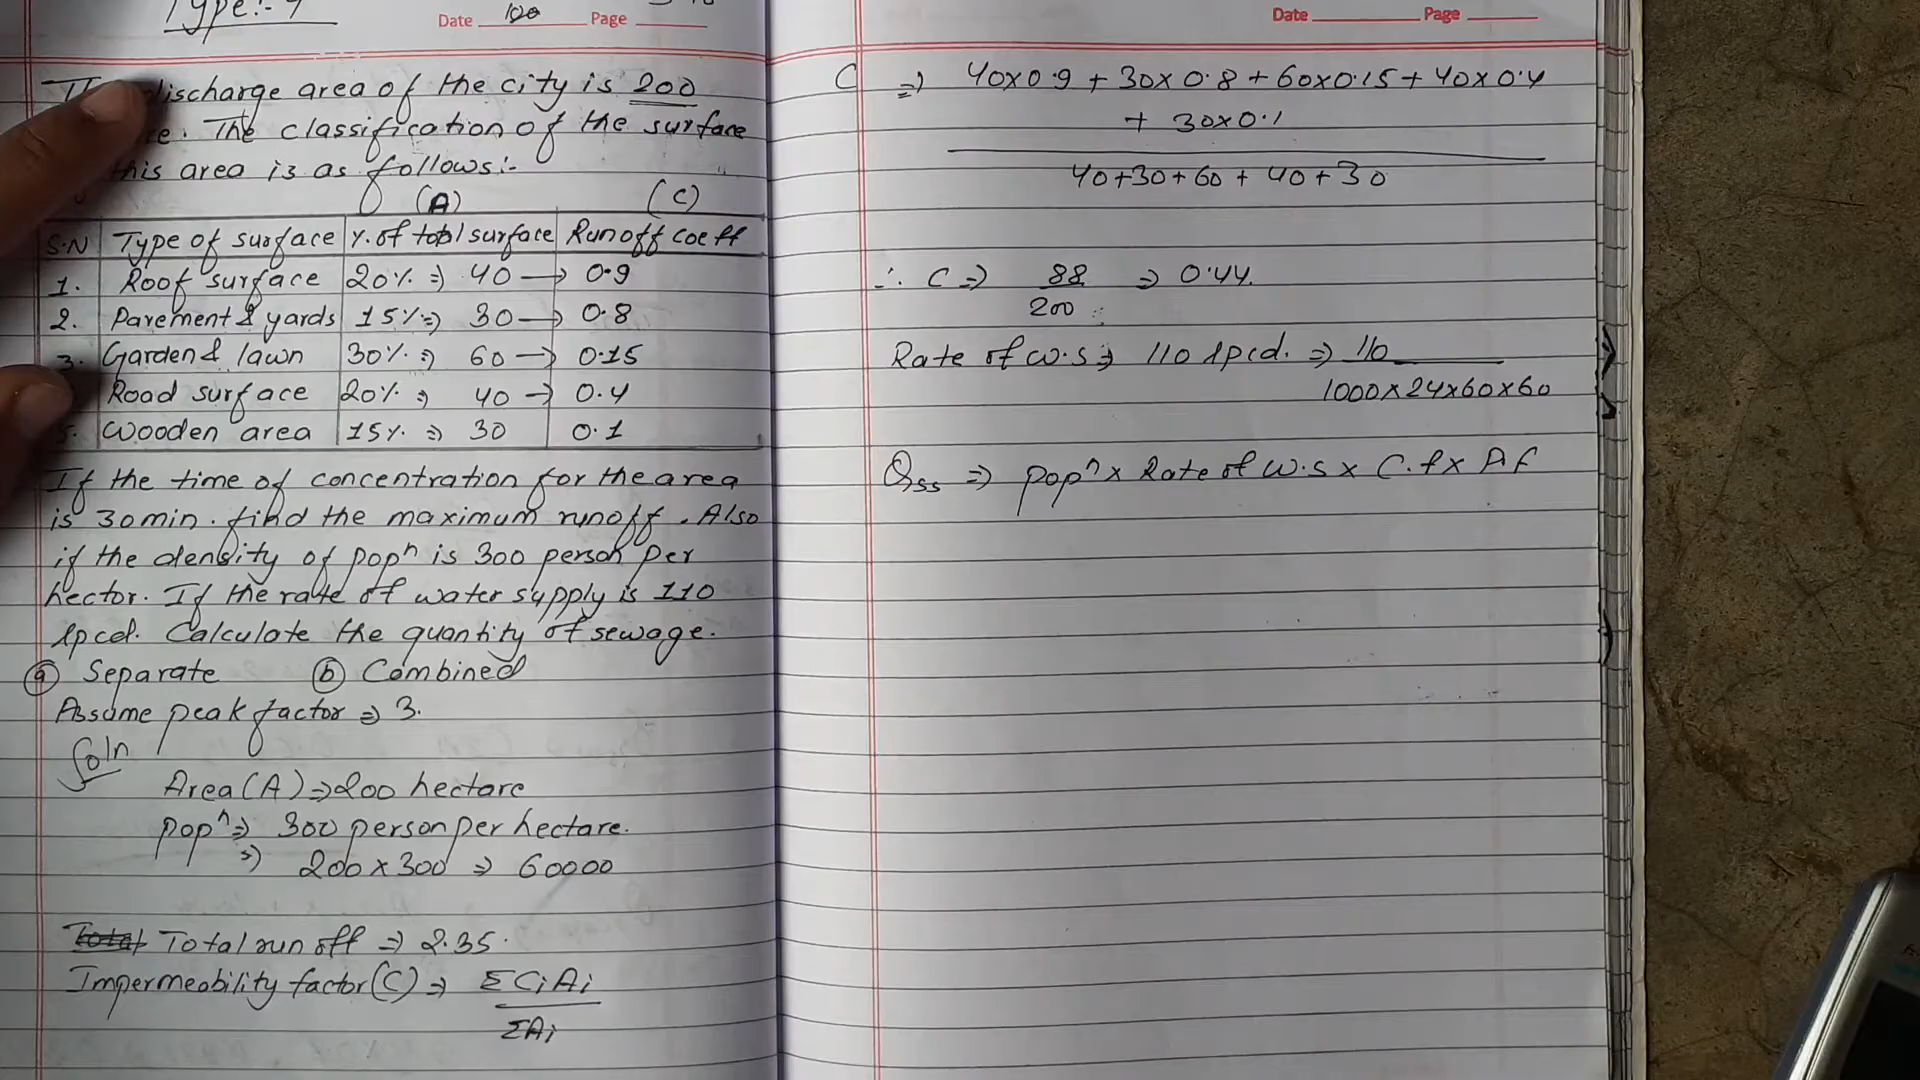 Type:- 4
Date 120 Page
discharge area of the city is 200
The classification of the surface
this area is as follows:-
(A) (C)
S.N Type of surface %. of total surface Runoff coeff
1. Roof surface 20% ⇒ 40 → 0.9
2. Pavement & yards 15% ⇒ 30 → 0.8
3. Garden & lawn 30% ⇒ 60 → 0.15
Road surface 20% ⇒ 40 → 0.4
5. Wooden area 15% ⇒ 30 0.1
If the time of concentration for the area
is 30min. find the maximum runoff. Also
if the density of popⁿ is 300 person per
hector. If the rate of water supply is 110
lpcd. Calculate the quantity of sewage.
ⓐ Separate ⓑ Combined
Assume peak factor ⇒ 3.
Soln
Area(A) ⇒ 200 hectare
popⁿ ⇒ 300 person per hectare.
⇒ 200 × 300 ⇒ 60000
Total Total run off ⇒ 2.35.
Impermeability factor(C) ⇒ ΣCiAi
ΣAi
Date Page
C ⇒ 40×0.9 + 30×0.8 + 60×0.15 + 40×0.4
+ 30×0.1
40+30+60+40+30
∴ C ⇒ 88 ⇒ 0.44.
200
Rate of w.s ⇒ 110 lpcd. ⇒ 110
1000×24×60×60
Qss ⇒ popⁿ × Rate of w.s × C.f × P.f